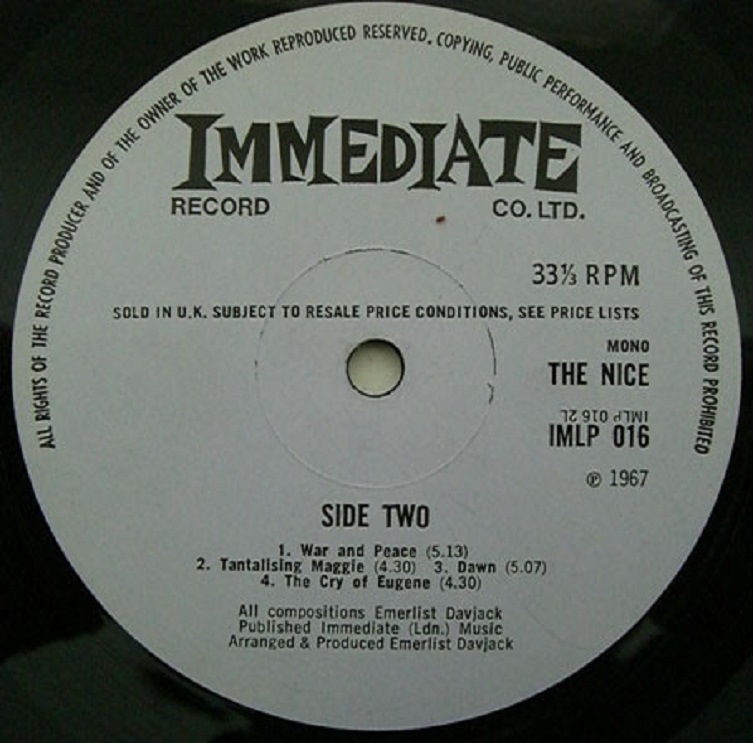 ALL RIGHTS OF THE RECORD PRODUCER AND OF THE OWNER OF THE WORK REPRODUCED RESERVED. COPYING, PUBLIC PERFORMANCE AND BROADCASTING OF THIS RECORD PROHIBITED
IMMEDIATE
RECORD CO. LTD.
33⅓ RPM
SOLD IN U.K. SUBJECT TO RESALE PRICE CONDITIONS, SEE PRICE LISTS
MONO
THE NICE
IMLP 016 2L
IMLP 016
℗ 1967
SIDE TWO
1. War and Peace (5.13)
2. Tantalising Maggie (4.30) 3. Dawn (5.07)
4. The Cry of Eugene (4.30)
All compositions Emerlist Davjack
Published Immediate (Ldn.) Music
Arranged & Produced Emerlist Davjack